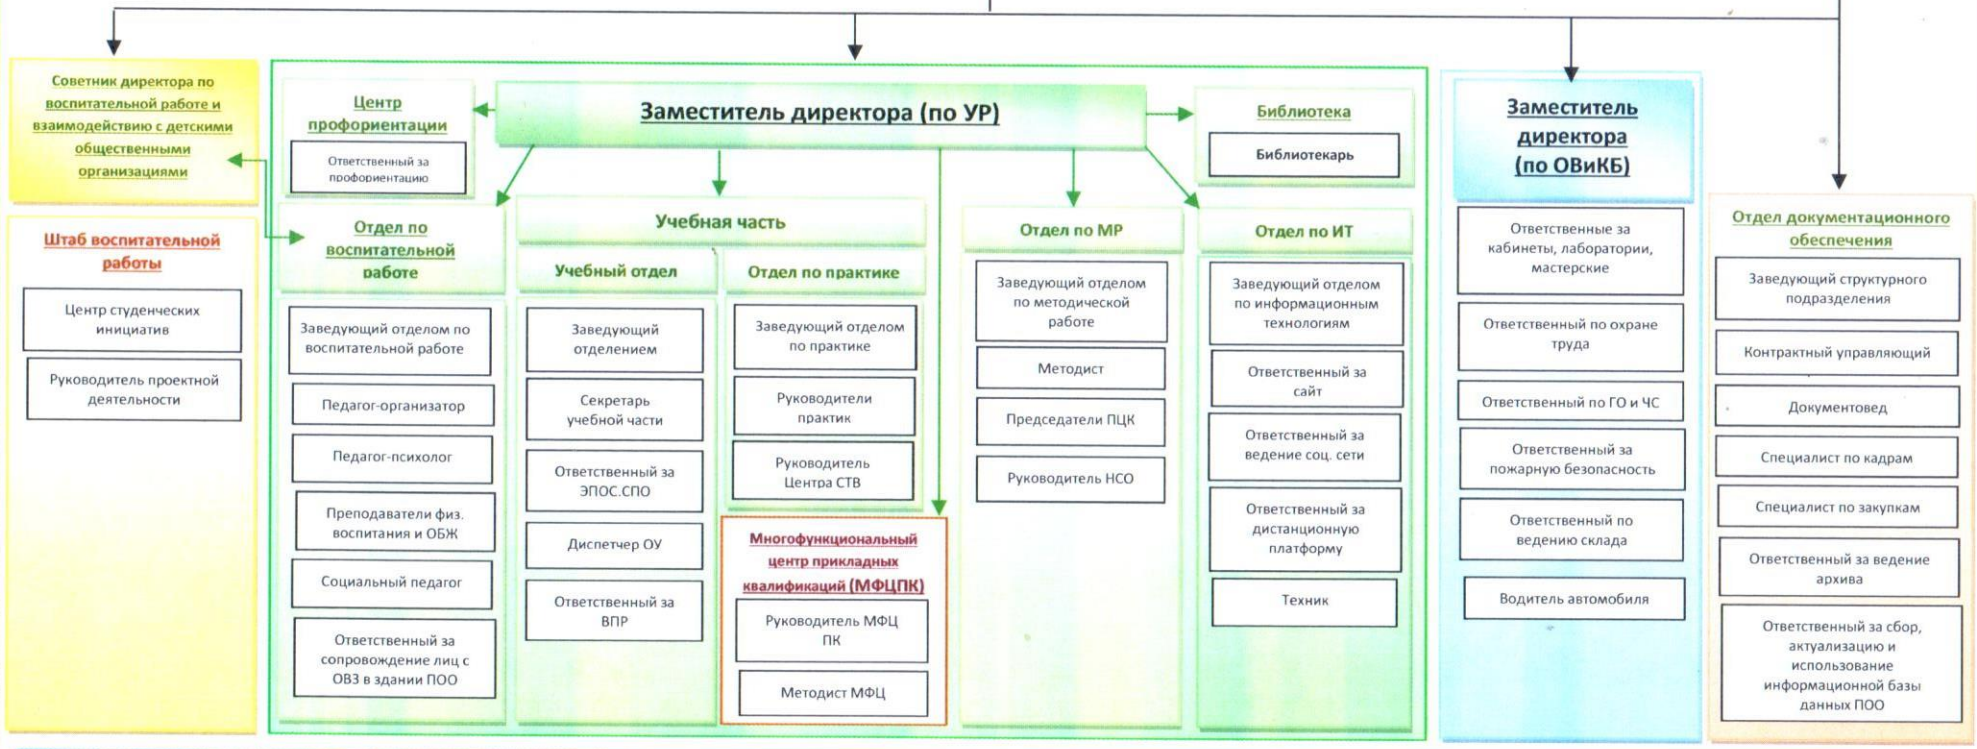 Советник директора по
воспитательной работе и
взаимодействию с детскими
общественными
организациями
Штаб воспитательной
работы
Центр студенческих
инициатив
Руководитель проектной
деятельности
Центр
профориентации
Ответственный за
профориентацию
Заместитель директора (по УР)
Библиотека
Библиотекарь
Отдел по
воспитательной
работе
Заведующий отделом по
воспитательной работе
Педагог-организатор
Педагог-психолог
Преподаватели физ.
воспитания и ОБЖ
Социальный педагог
Ответственный за
сопровождение лиц с
ОВЗ в здании ПОО
Учебная часть
Учебный отдел
Заведующий
отделением
Секретарь
учебной части
Ответственный за
ЭПОС.СПО
Диспетчер ОУ
Ответственный за
ВПР
Отдел по практике
Заведующий отделом
по практике
Руководители
практик
Руководитель
Центра СТВ
Многофункциональный
центр прикладных
квалификаций (МФЦПК)
Руководитель МФЦ
ПК
Методист МФЦ
Отдел по МР
Заведующий отделом
по методической
работе
Методист
Председатели ПЦК
Руководитель НСО
Отдел по ИТ
Заведующий отделом
по информационным
технологиям
Ответственный за
сайт
Ответственный за
ведение соц. сети
Ответственный за
дистанционную
платформу
Техник
Заместитель
директора
(по ОВиКБ)
Ответственные за
кабинеты, лаборатории,
мастерские
Ответственный по охране
труда
Ответственный по ГО и ЧС
Ответственный за
пожарную безопасность
Ответственный по
ведению склада
Водитель автомобиля
Отдел документационного
обеспечения
Заведующий структурного
подразделения
Контрактный управляющий
Документовед
Специалист по кадрам
Специалист по закупкам
Ответственный за ведение
архива
Ответственный за сбор,
актуализацию и
использование
информационной базы
данных ПОО